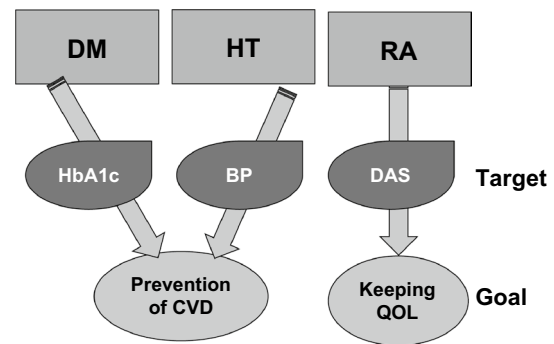 DM
HT
RA
HbA1c
BP
DAS
Target
Prevention
of CVD
Keeping
QOL
Goal